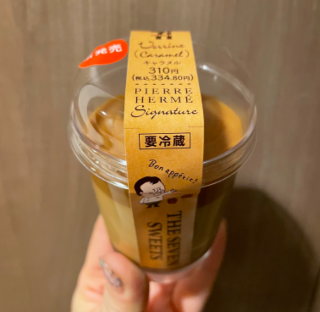 発売
Verrine
(Caramel)
キャラメル
310円
(税込334.80円)
PIERRE
HERMÉ
Signature
要冷蔵
Bon appétit!
THE SEVEN
SWEETS